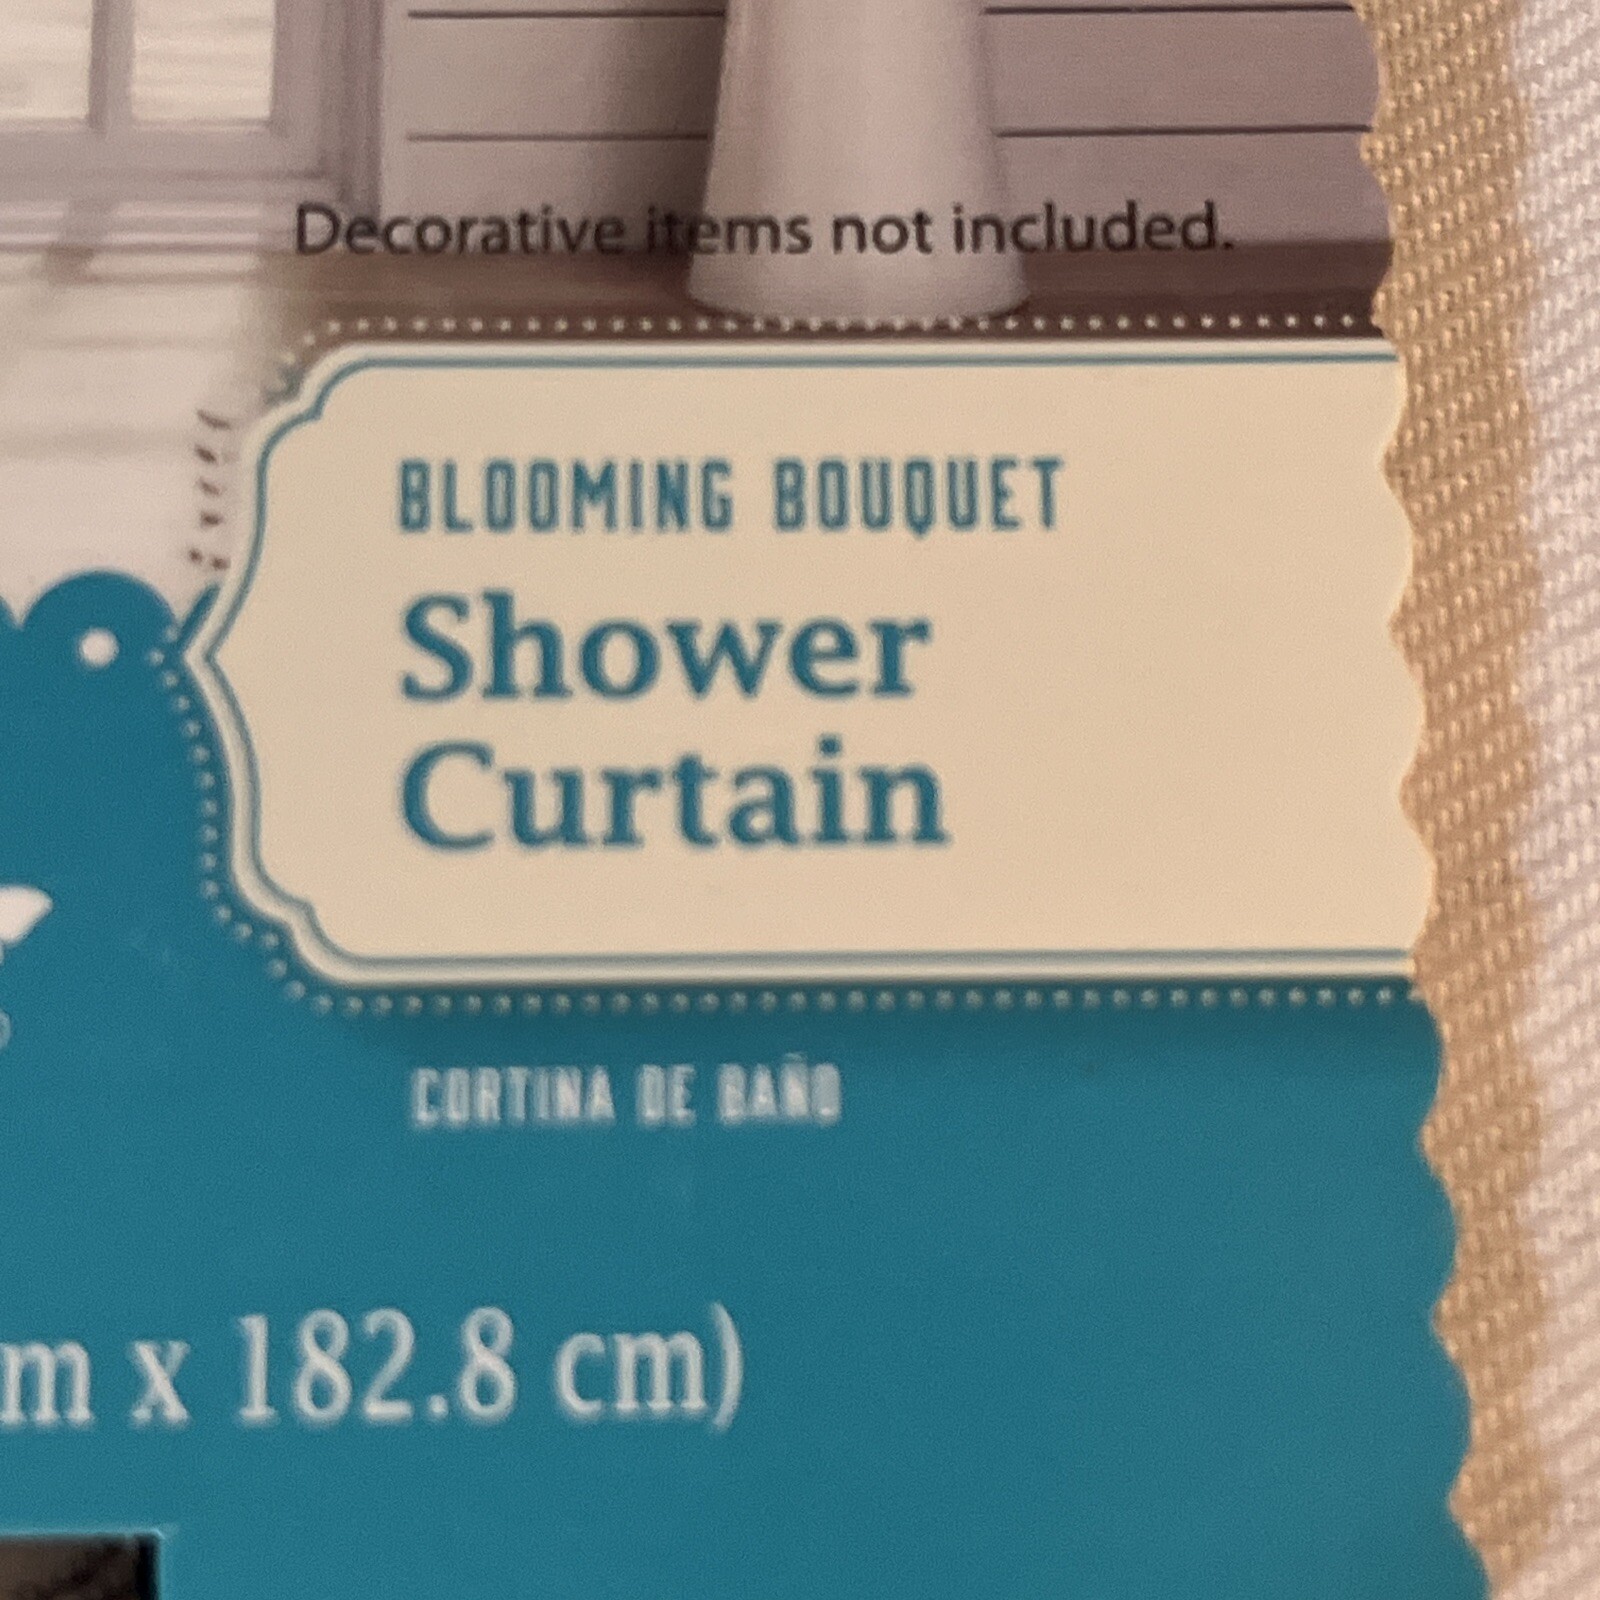 Decorative items not included.
BLOOMING BOUQUET
Shower
Curtain
CORTINA DE BAÑO
m x 182.8 cm)